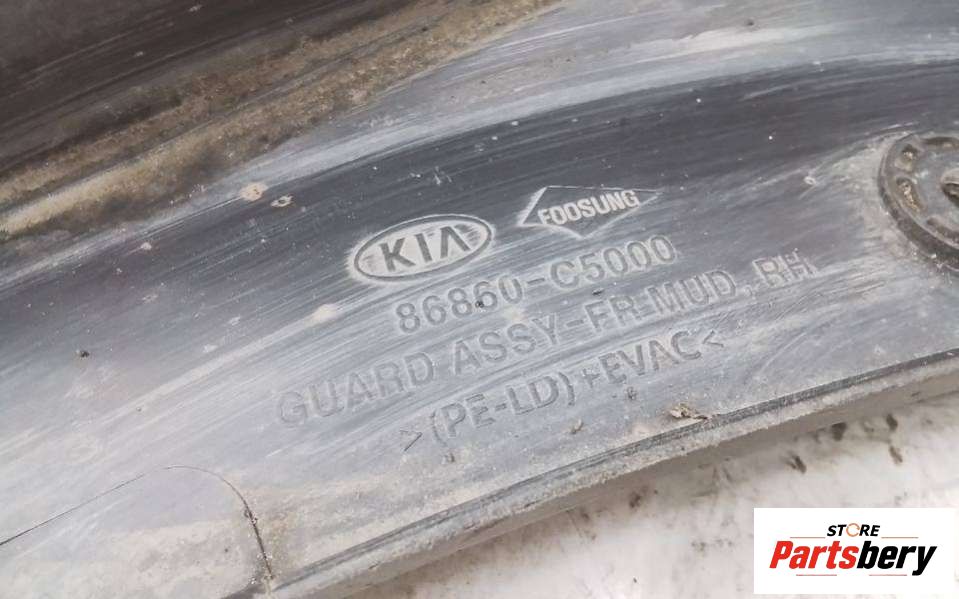 KIA FOOSUNG
86860-C5000
GUARD ASSY-FR MUD, RH
>(PE-LD)+EVAC<
STORE
Partsbery